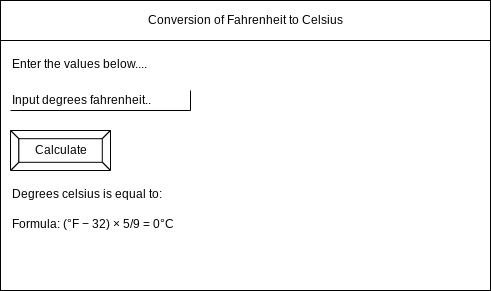 Conversion of Fahrenheit to Celsius
Enter the values below....
Input degrees fahrenheit..
Calculate
Degrees celsius is equal to:
Formula: (°F − 32) × 5/9 = 0°C